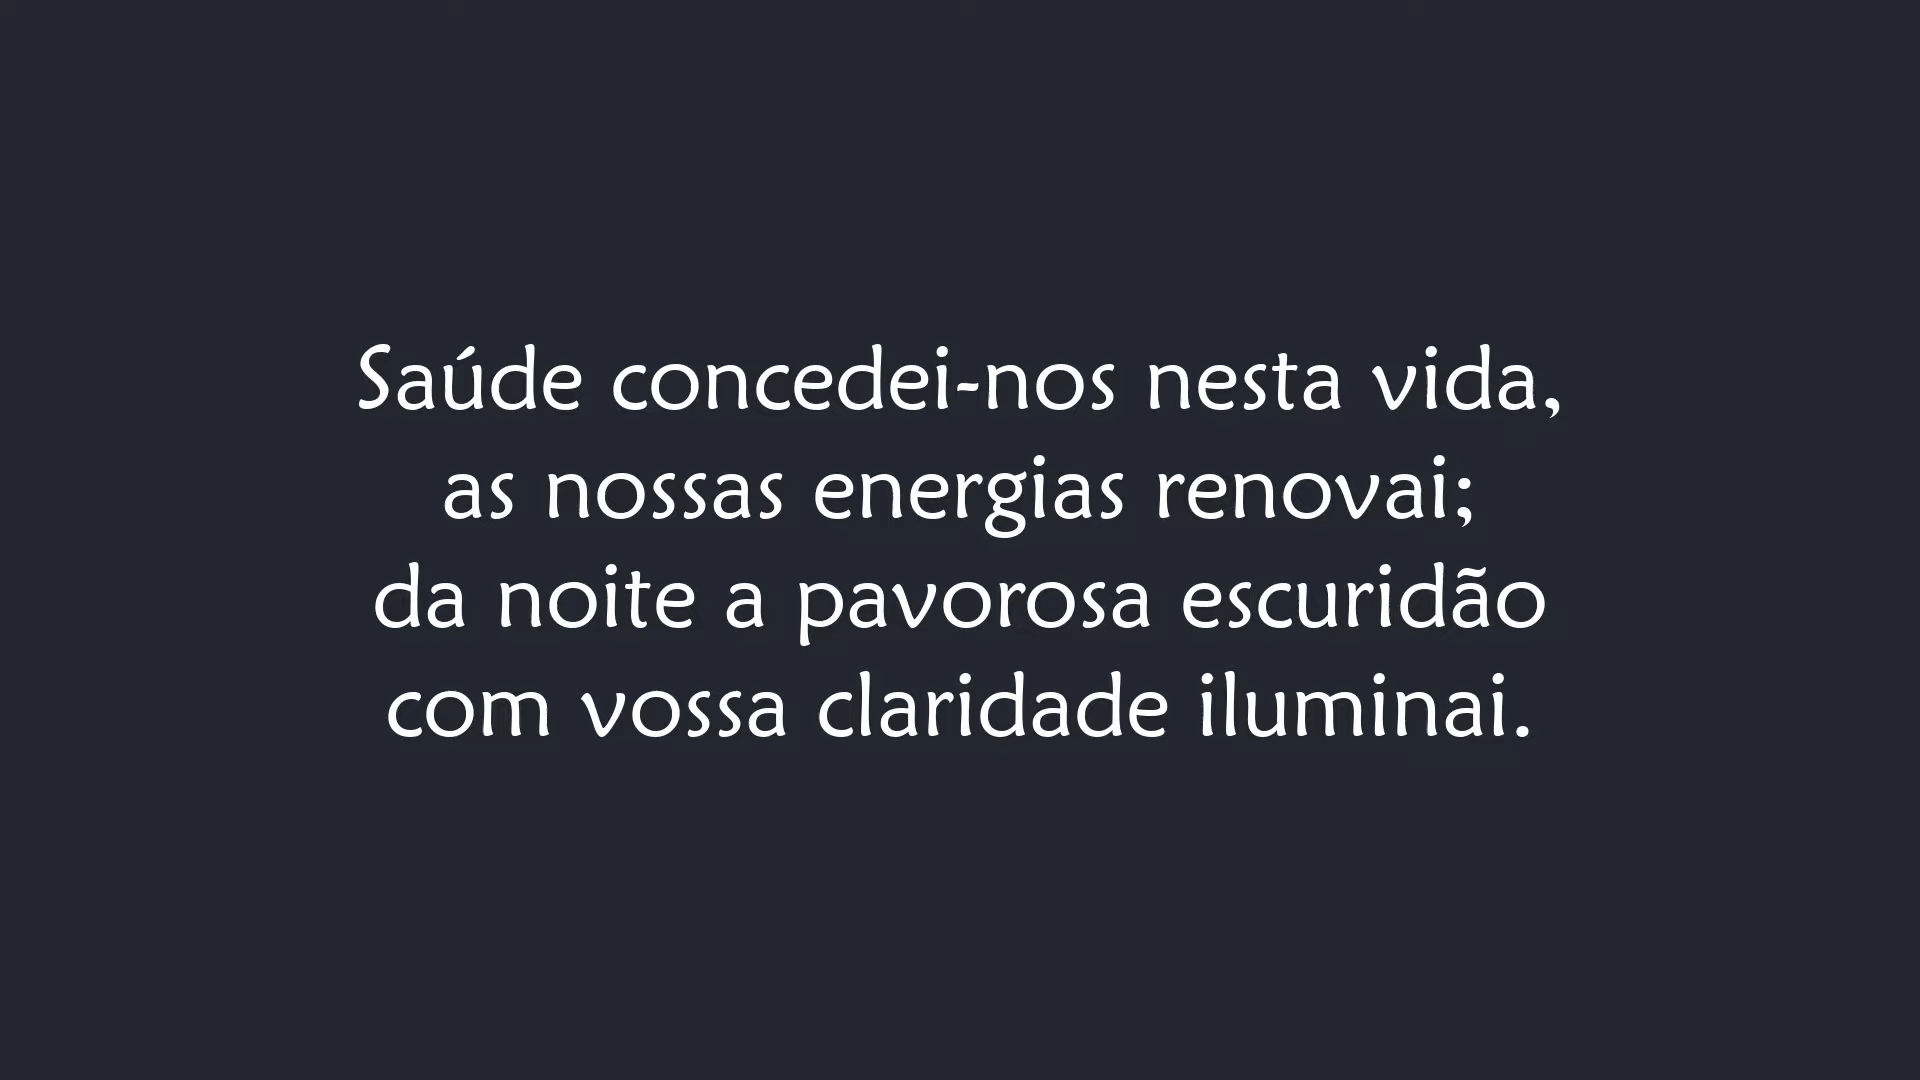 Saúde concedei-nos nesta vida,
as nossas energias renovai;
da noite a pavorosa escuridão
com vossa claridade iluminai.